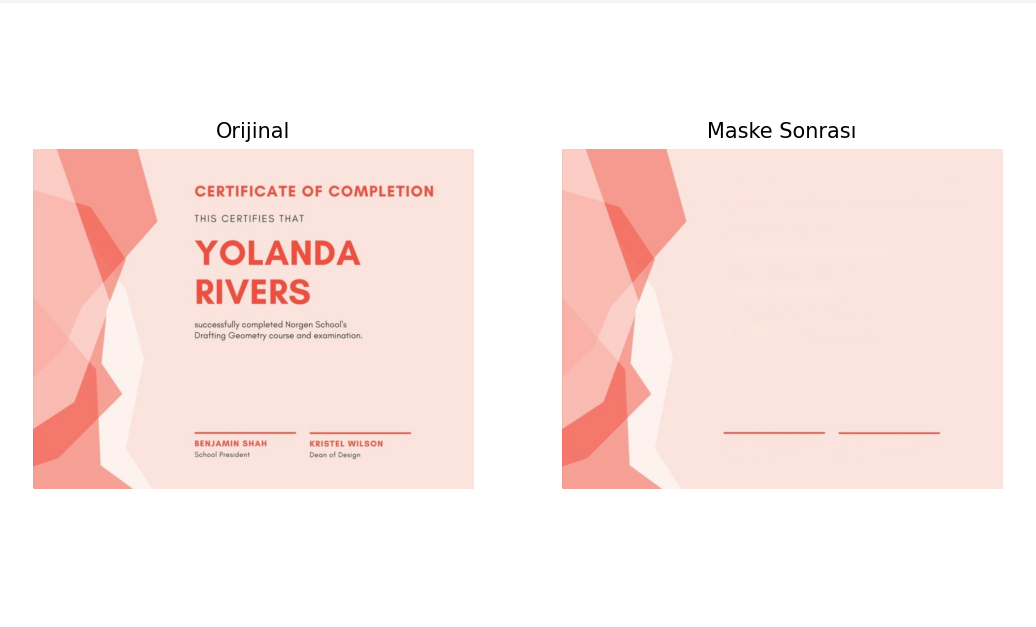 Orijinal
CERTIFICATE OF COMPLETION
THIS CERTIFIES THAT
YOLANDA
RIVERS
successfully completed Norgen School's
Drafting Geometry course and examination.
BENJAMIN SHAH
School President
KRISTEL WILSON
Dean of Design
Maske Sonrası